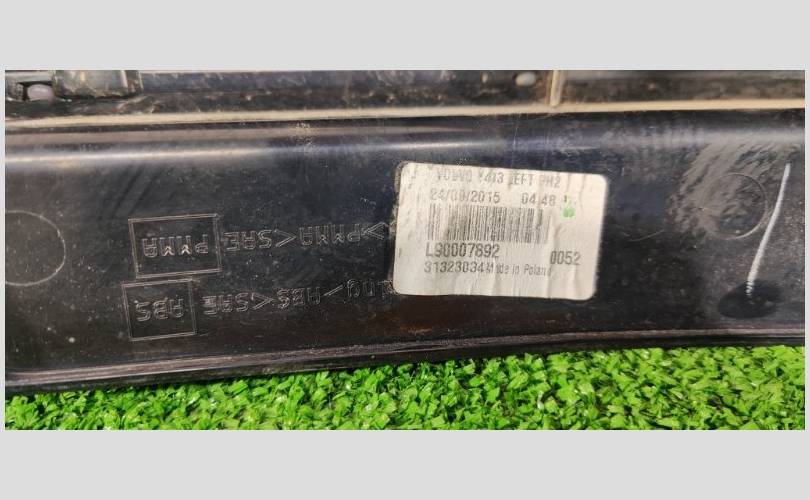 VOLVO Y413 LEFT PH2
24/09/2015 04:48
L90007892 0052
31323034 Made in Poland
>PMMA<SAE PMMA
>ABS<SAE ABS